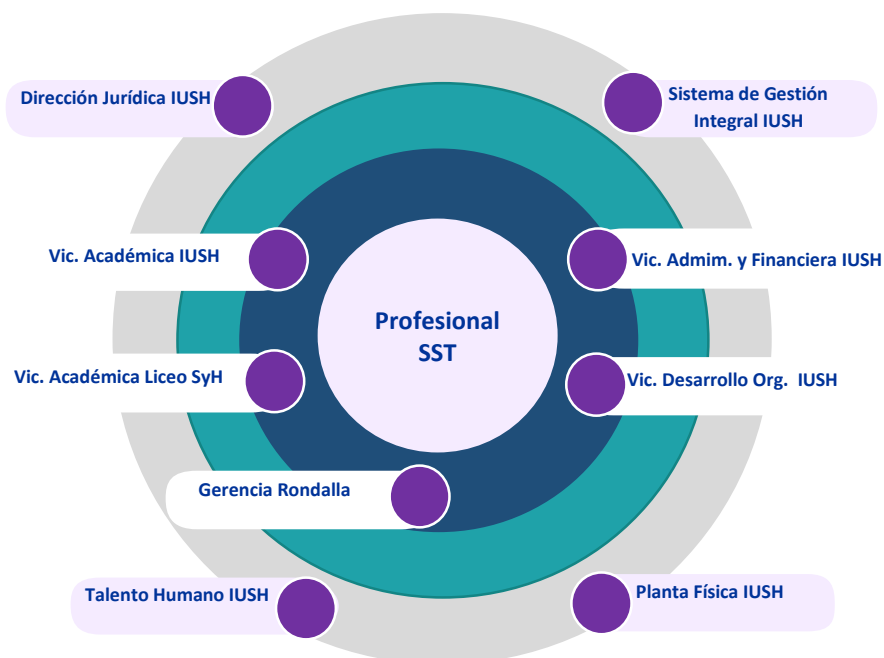 Dirección Jurídica IUSH
Sistema de Gestión
Integral IUSH
Vic. Académica IUSH
Vic. Admim. y Financiera IUSH
Profesional
SST
Vic. Académica Liceo SyH
Vic. Desarrollo Org. IUSH
Gerencia Rondalla
Talento Humano IUSH
Planta Física IUSH